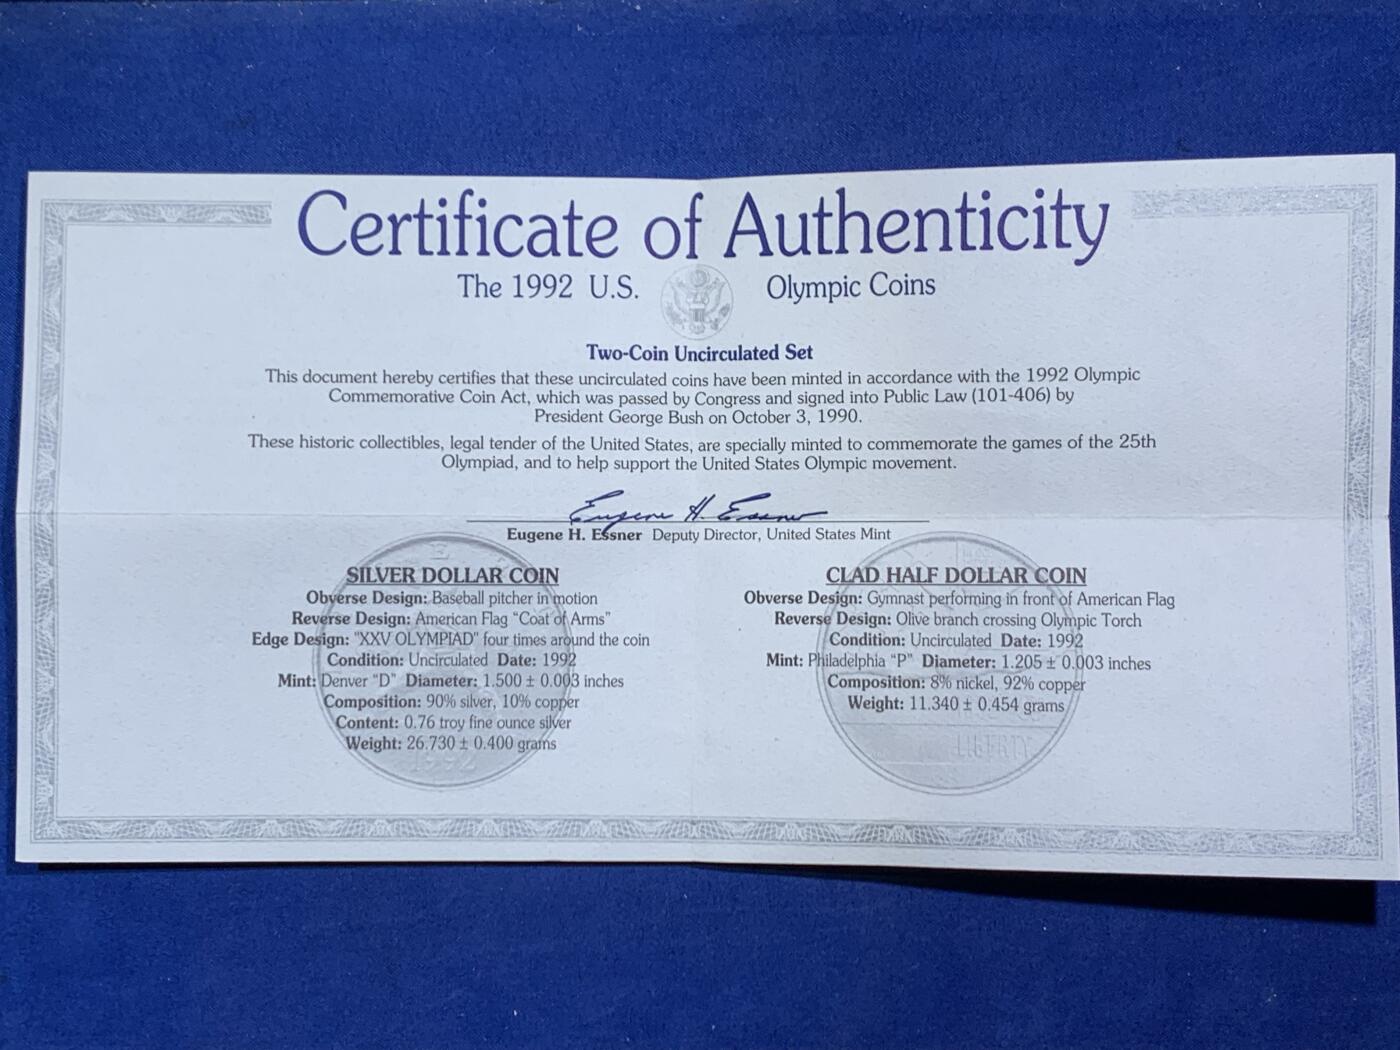 Certificate of Authenticity
The 1992 U.S. Olympic Coins
Two-Coin Uncirculated Set
This document hereby certifies that these uncirculated coins have been minted in accordance with the 1992 Olympic
Commemorative Coin Act, which was passed by Congress and signed into Public Law (101-406) by
President George Bush on October 3, 1990.
These historic collectibles, legal tender of the United States, are specially minted to commemorate the games of the 25th
Olympiad, and to help support the United States Olympic movement.
Eugene H. Essner
Eugene H. Essner Deputy Director, United States Mint
SILVER DOLLAR COIN
Obverse Design: Baseball pitcher in motion
Reverse Design: American Flag “Coat of Arms”
Edge Design: "XXV OLYMPIAD" four times around the coin
Condition: Uncirculated Date: 1992
Mint: Denver “D” Diameter: 1.500 ± 0.003 inches
Composition: 90% silver, 10% copper
Content: 0.76 troy fine ounce silver
Weight: 26.730 ± 0.400 grams
1992
CLAD HALF DOLLAR COIN
Obverse Design: Gymnast performing in front of American Flag
Reverse Design: Olive branch crossing Olympic Torch
Condition: Uncirculated Date: 1992
Mint: Philadelphia “P” Diameter: 1.205 ± 0.003 inches
Composition: 8% nickel, 92% copper
Weight: 11.340 ± 0.454 grams
LIBERTY